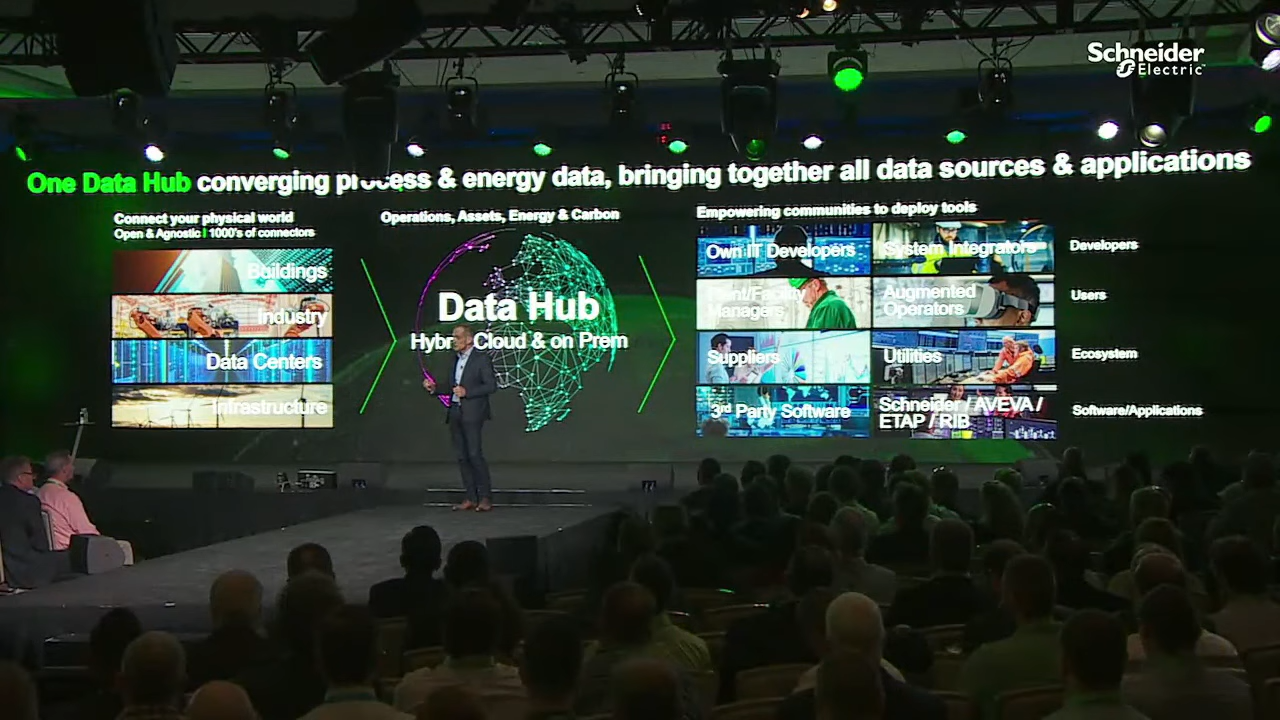 Schneider
Electric
One Data Hub converging process & energy data, bringing together all data sources & applications
Connect your physical world
Open & Agnostic | 1000's of connectors
Buildings
Industry
Data Centers
Infrastructure
Operations, Assets, Energy & Carbon
Data Hub
Hybrid Cloud & on Prem
Empowering communities to deploy tools
Own IT Developers
System Integrators
Developers
Plant/Facility
Managers
Augmented
Operators
Users
Suppliers
Utilities
Ecosystem
3rd Party Software
Schneider / AVEVA /
ETAP / RIB
Software/Applications